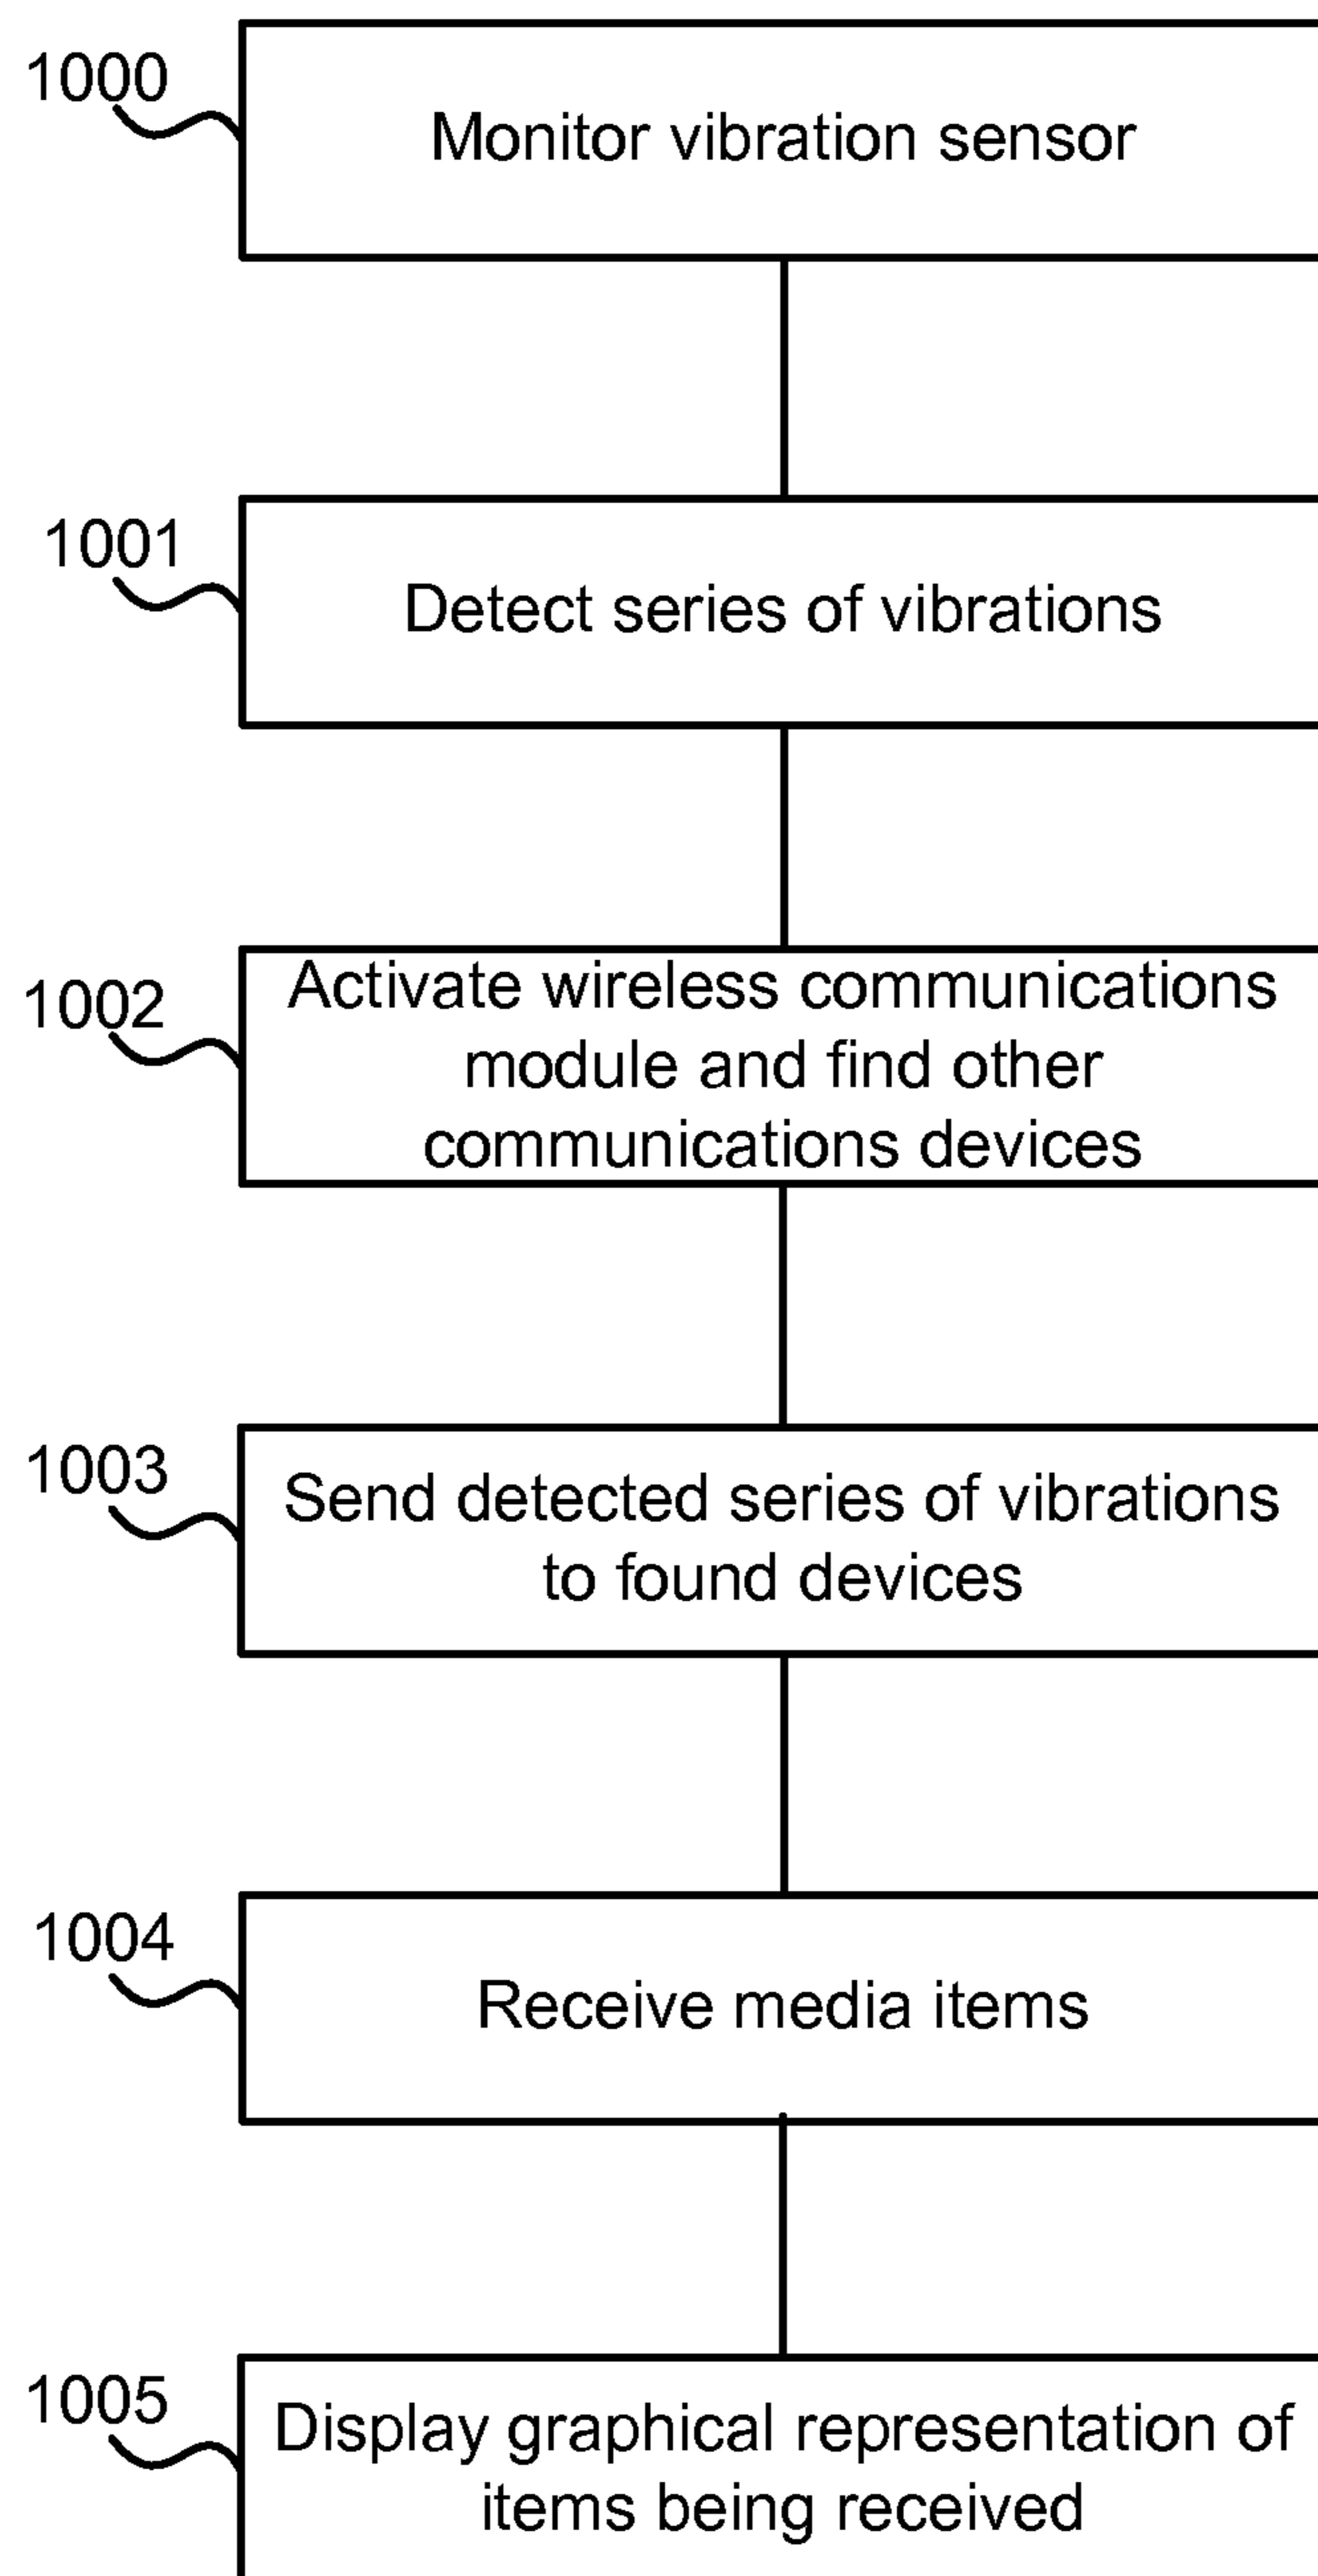 1000
Monitor vibration sensor
1001
Detect series of vibrations
1002
Activate wireless communications
module and find other
communications devices
1003
Send detected series of vibrations
to found devices
1004
Receive media items
1005
Display graphical representation of
items being received